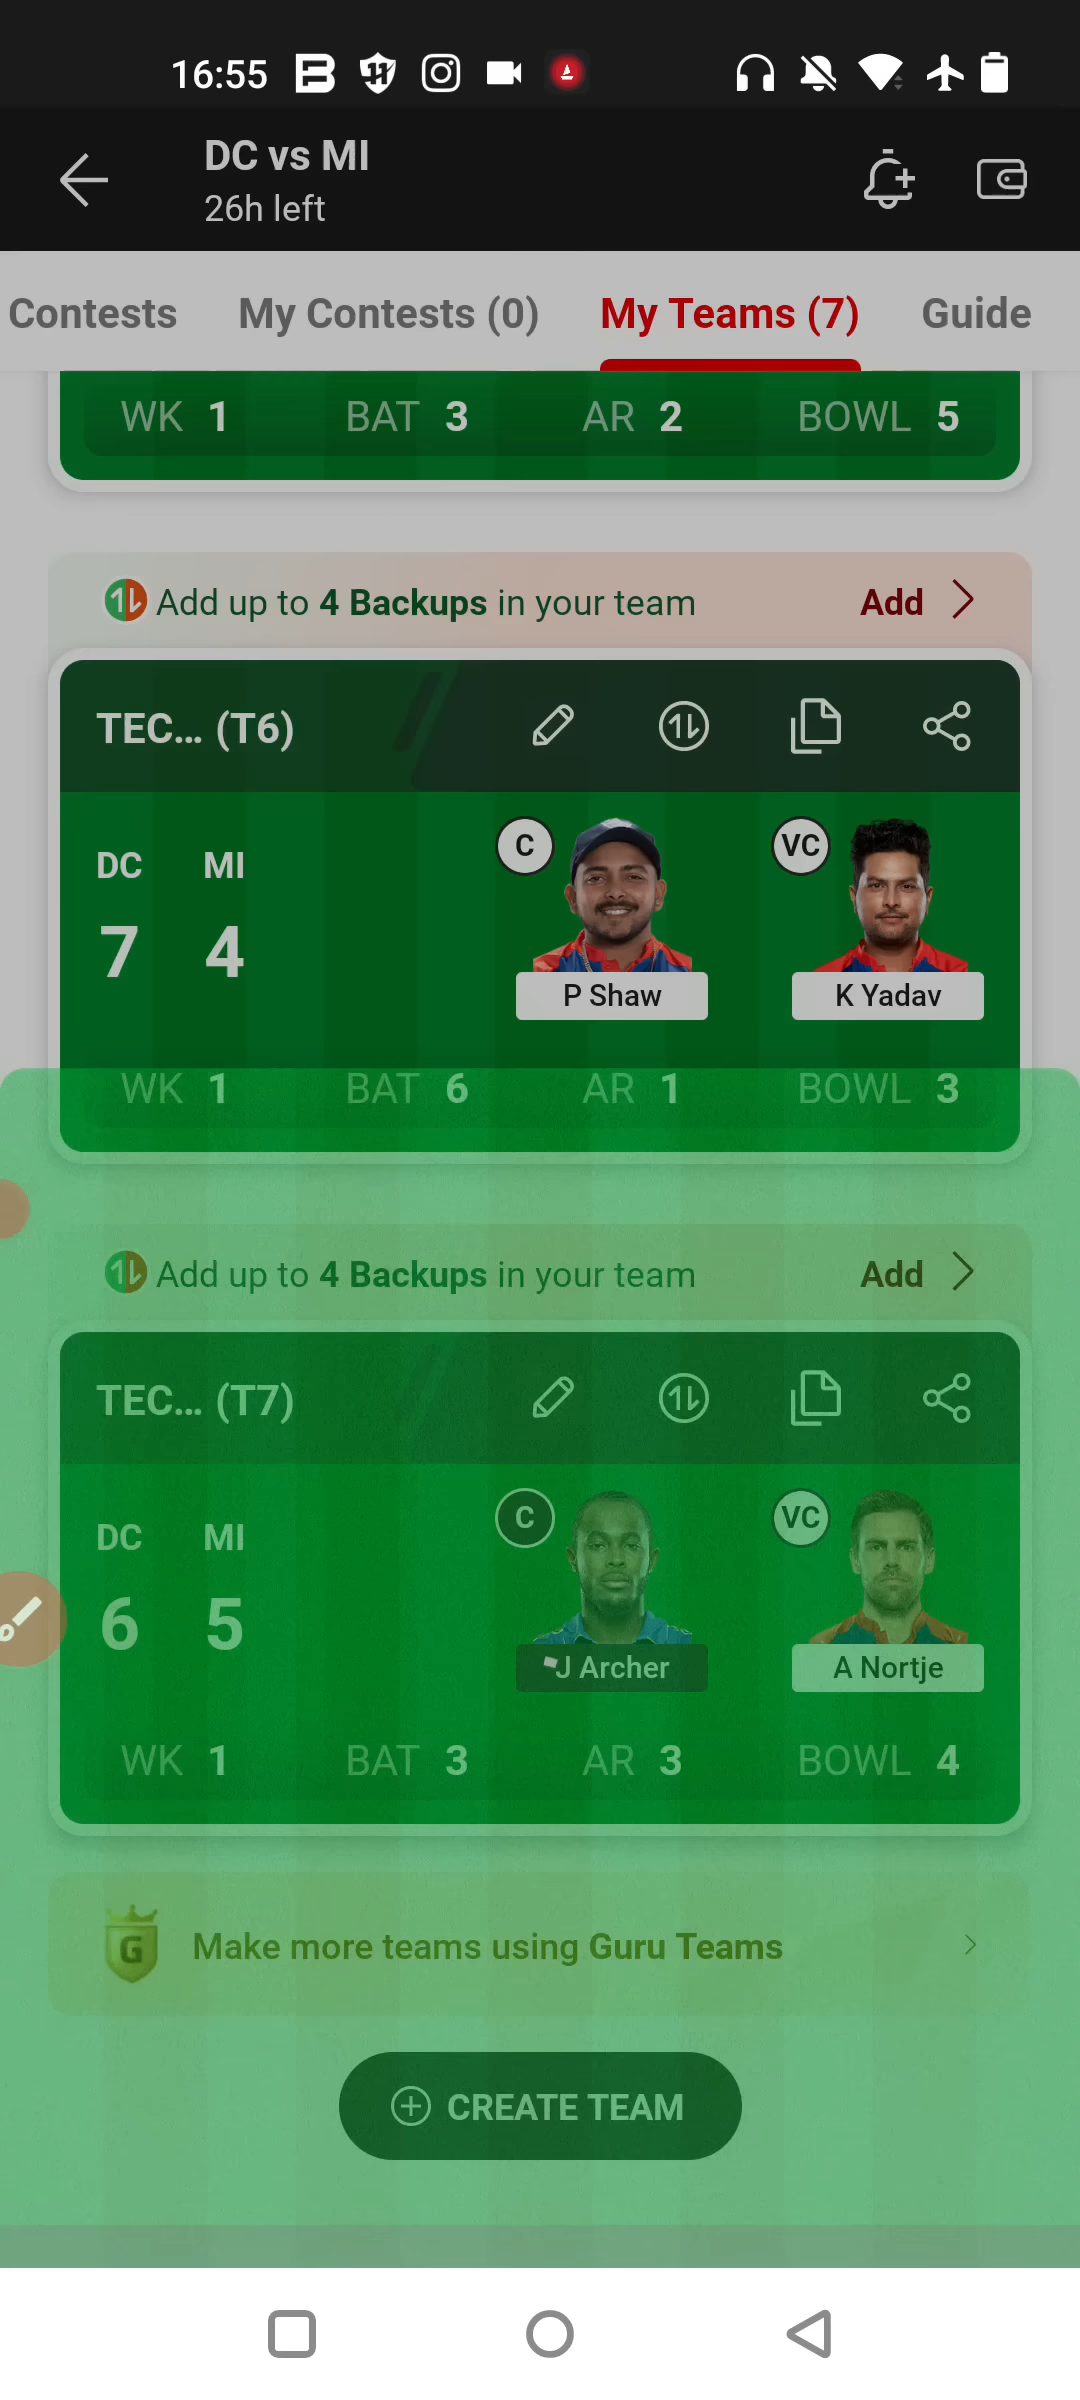 16:55
DC vs MI
26h left
Contests My Contests (0) My Teams (7) Guide
WK 1 BAT 3 AR 2 BOWL 5
Add up to 4 Backups in your team Add
TEC... (T6)
DC MI C VC
7 4
P Shaw K Yadav
WK 1 BAT 6 AR 1 BOWL 3
Add up to 4 Backups in your team Add
TEC... (T7)
DC MI C VC
6 5
J Archer A Nortje
WK 1 BAT 3 AR 3 BOWL 4
G Make more teams using Guru Teams
CREATE TEAM